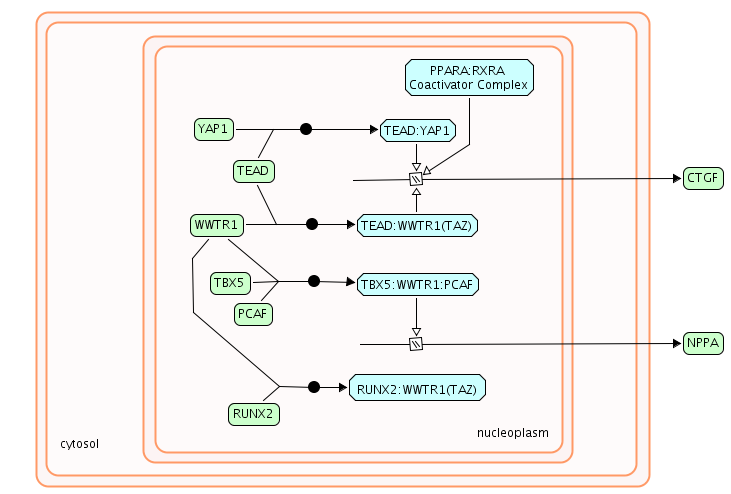 PPARA:RXRA
Coactivator Complex
YAP1
TEAD:YAP1
TEAD
CTGF
WWTR1
TEAD:WWTR1(TAZ)
TBX5
TBX5:WWTR1:PCAF
PCAF
NPPA
RUNX2:WWTR1(TAZ)
RUNX2
nucleoplasm
cytosol